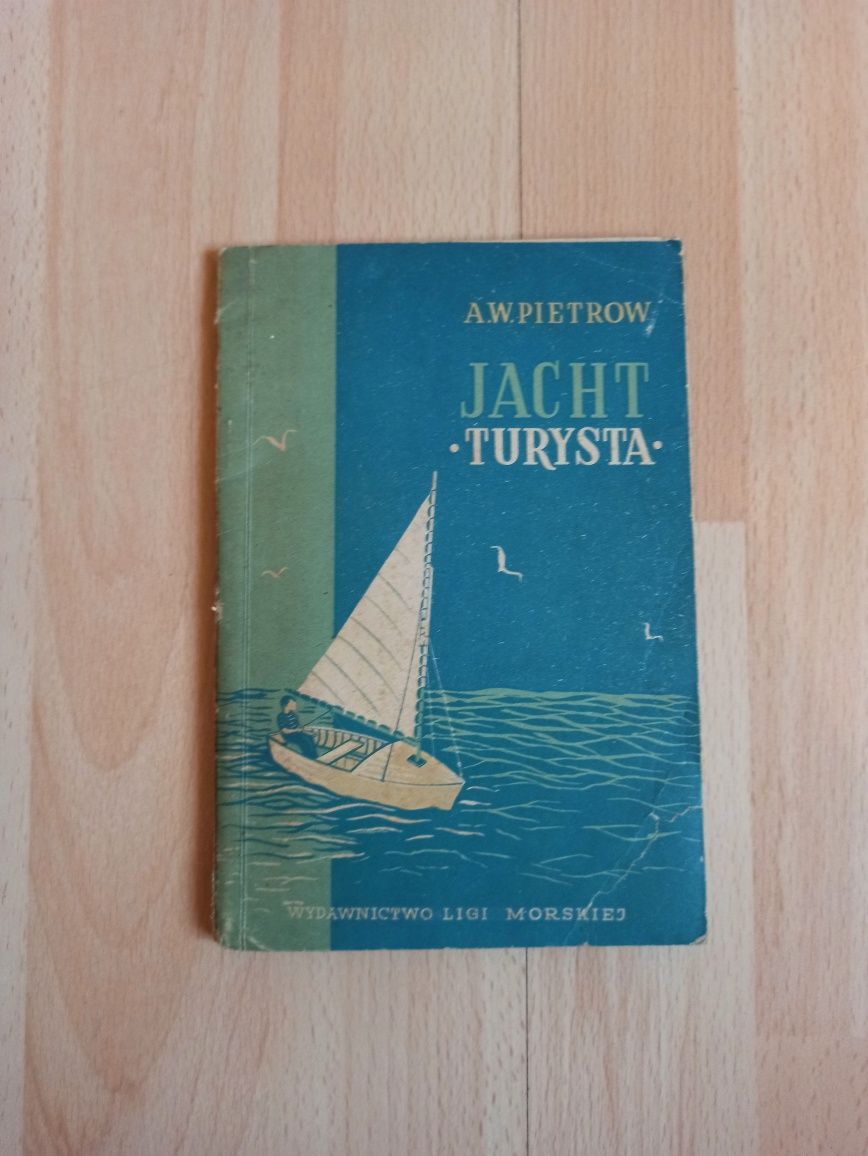 A.W. PIETROW
JACHT
•TURYSTA•
WYDAWNICTWO LIGI MORSKIEJ